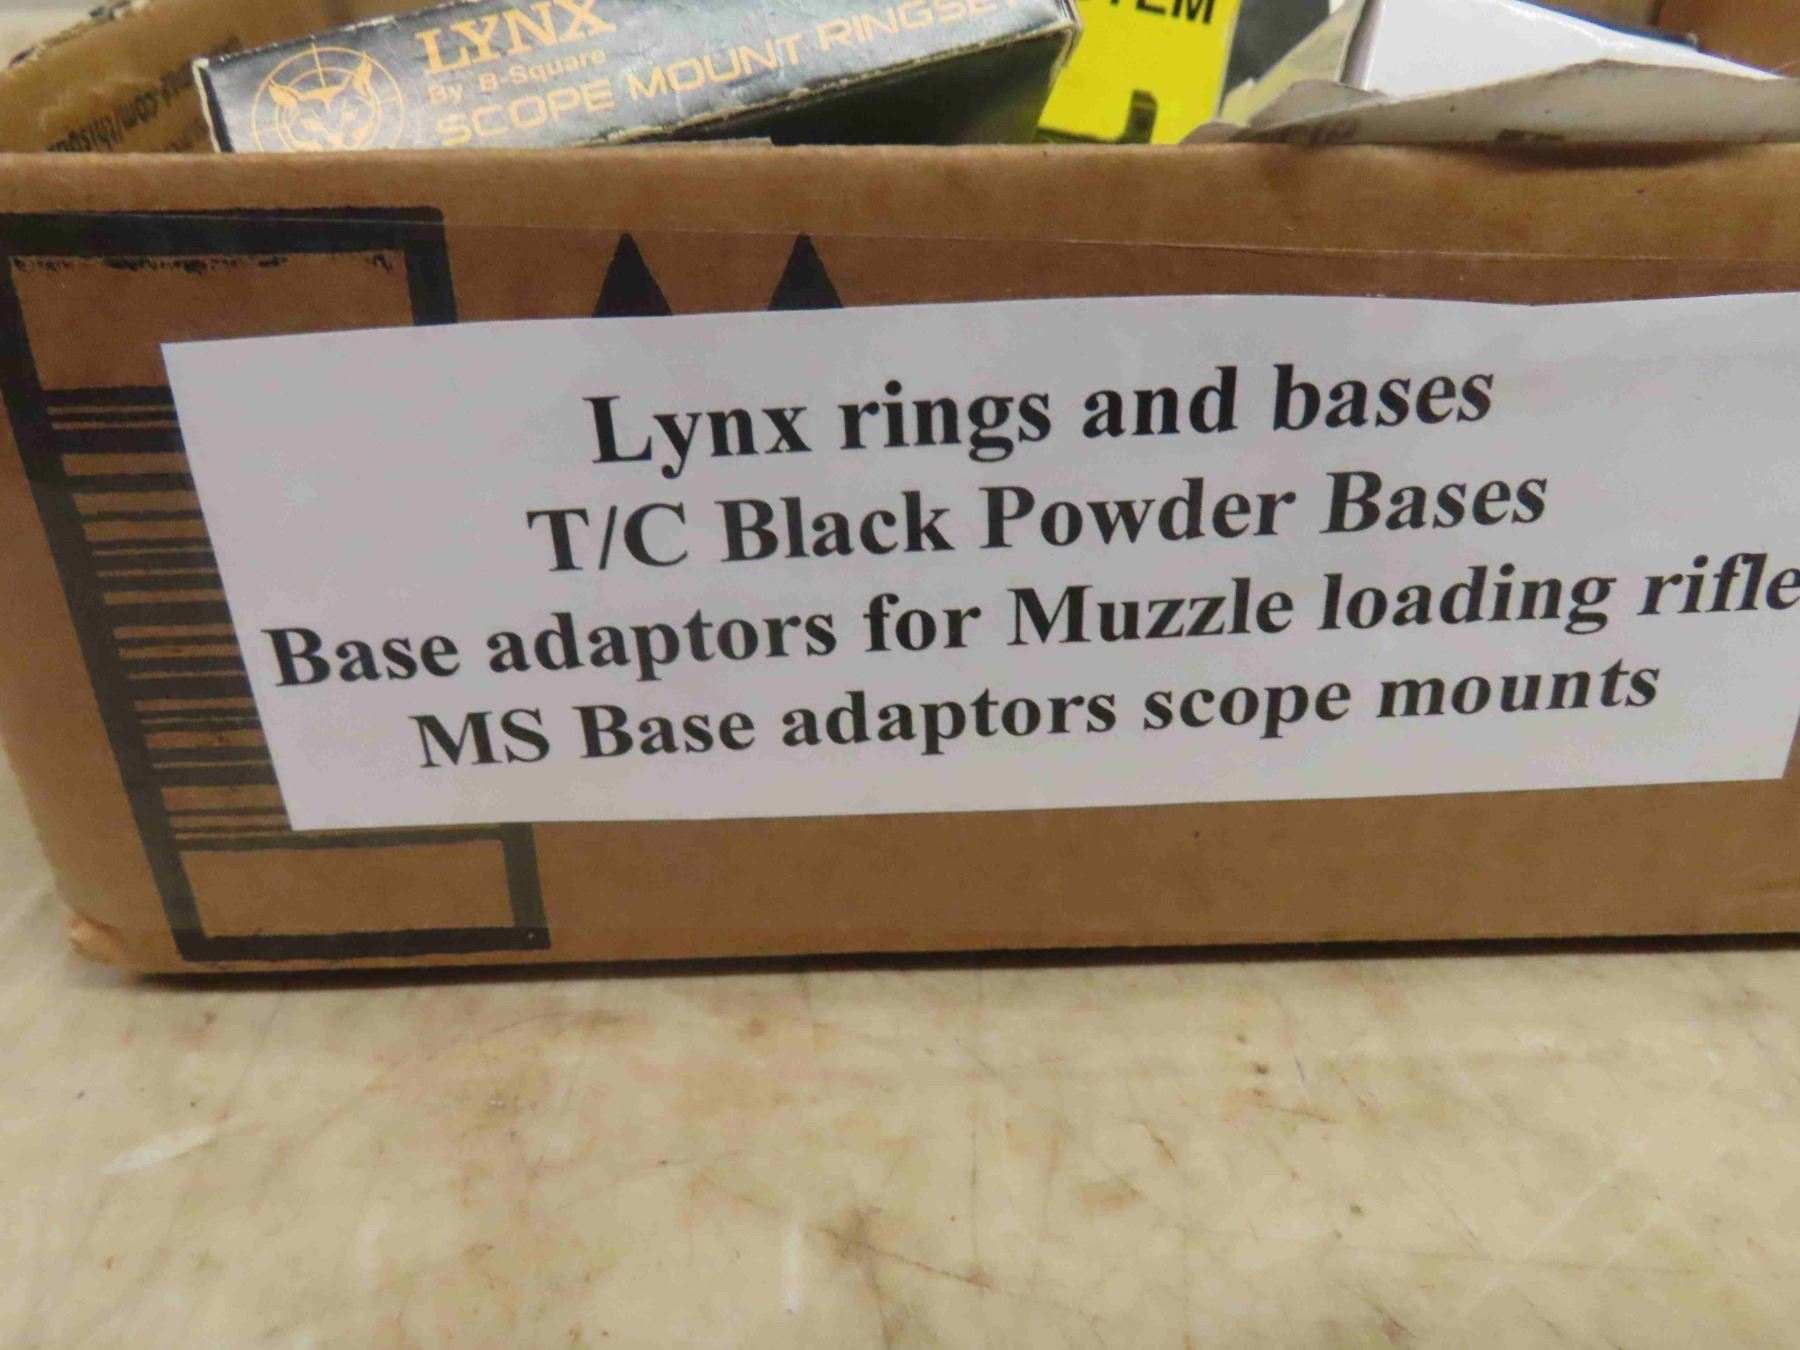 LYNX
By B-Square
SCOPE MOUNT RINGSE
Lynx rings and bases
T/C Black Powder Bases
Base adaptors for Muzzle loading rifle
MS Base adaptors scope mounts